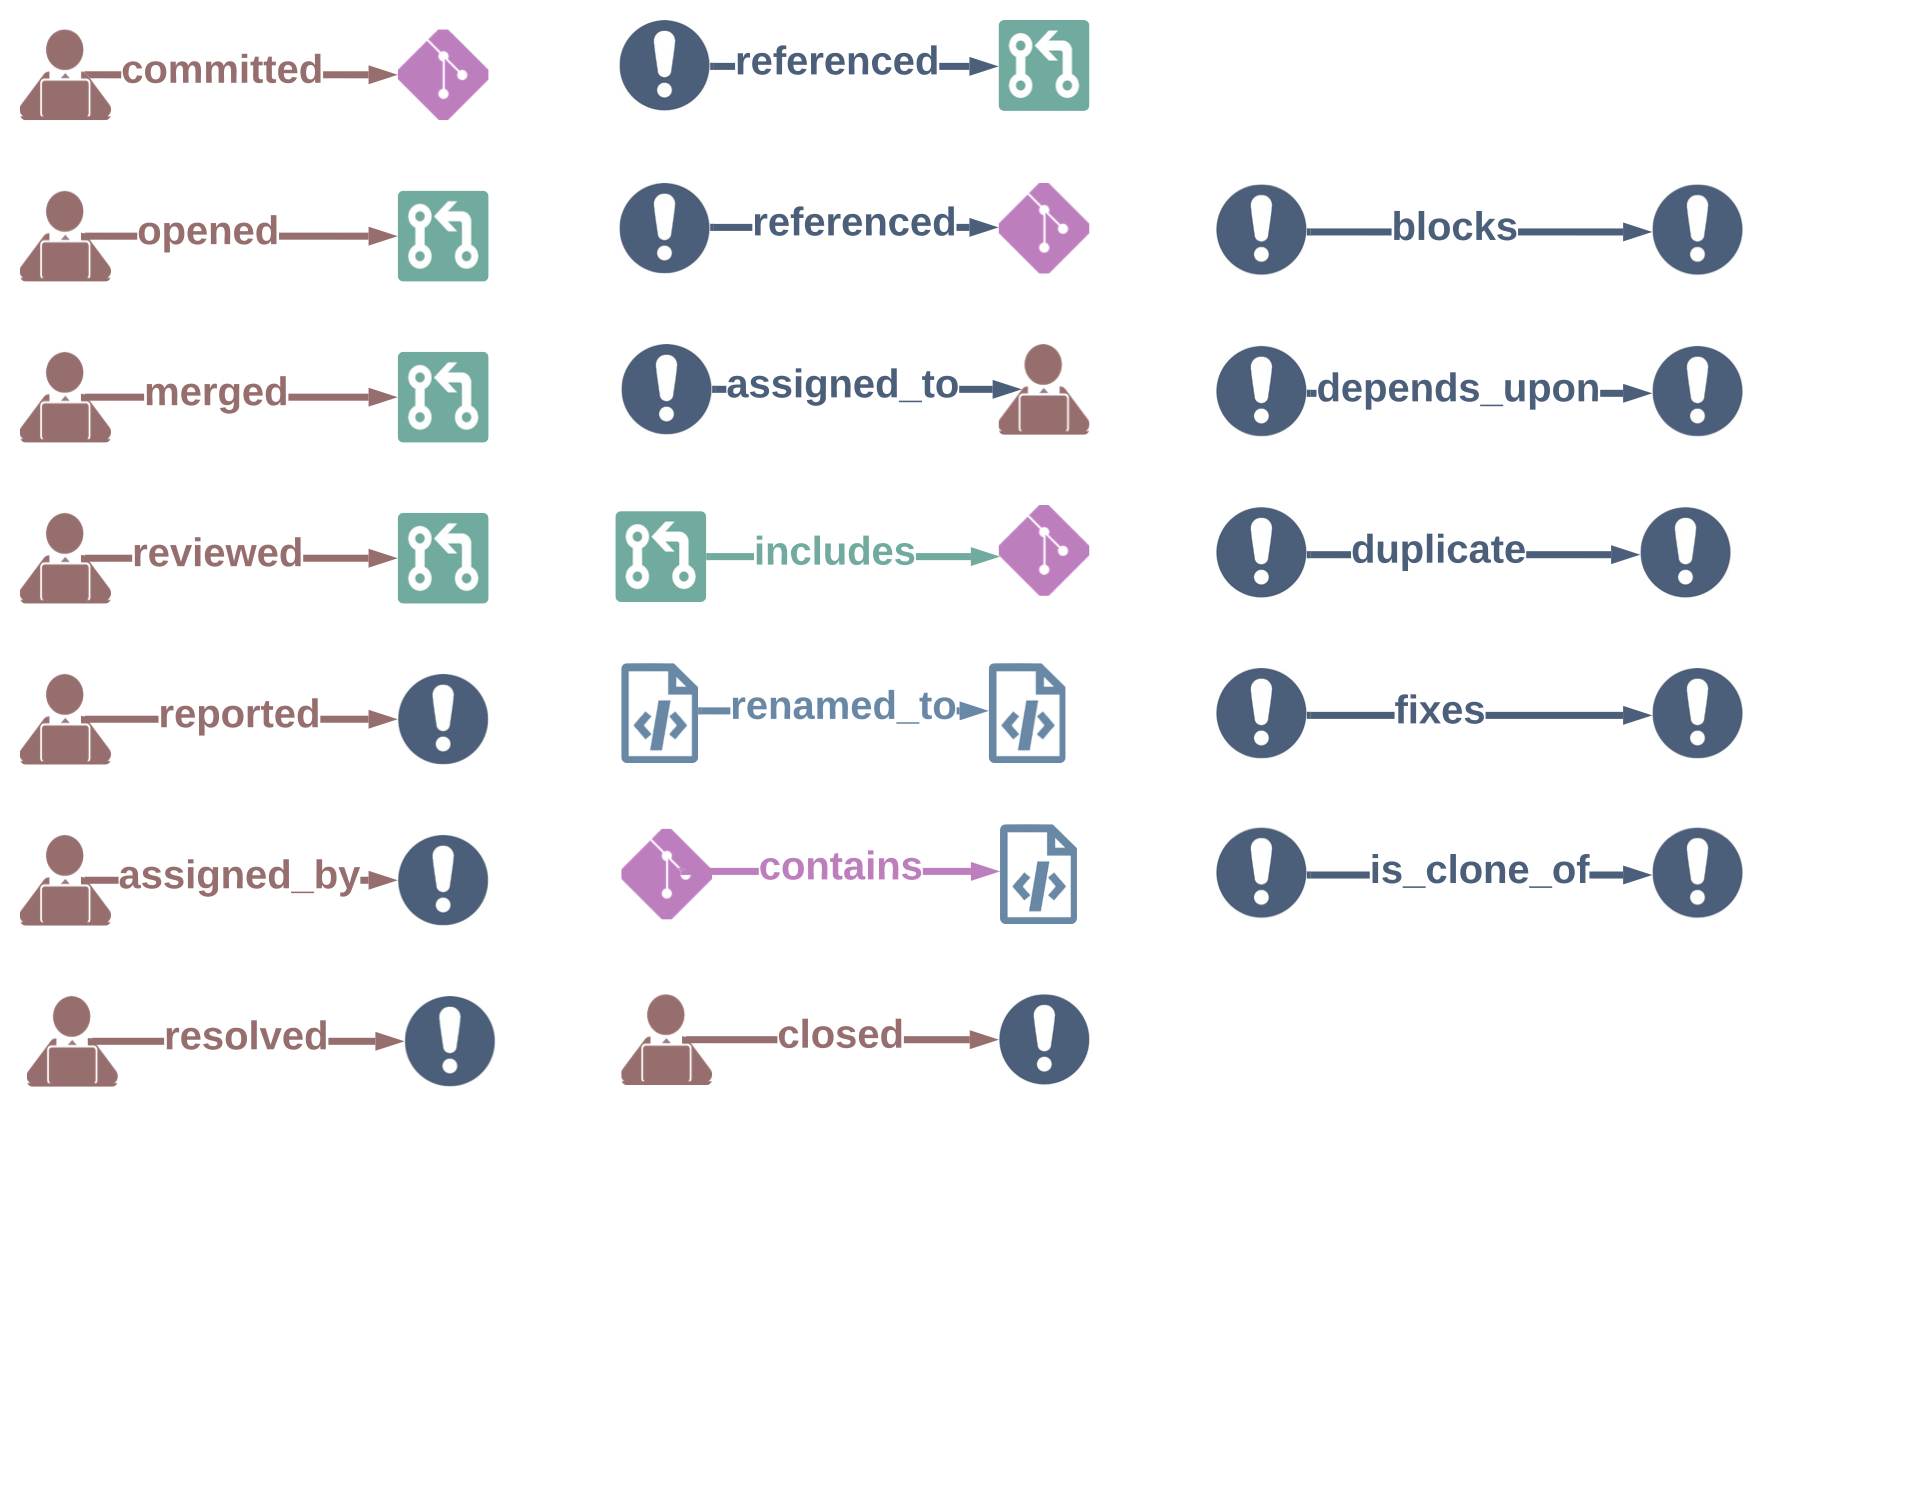 committed
opened
merged
reviewed
reported
assigned_by
resolved
referenced
referenced
assigned_to
includes
renamed_to
contains
closed
blocks
depends_upon
duplicate
fixes
is_clone_of